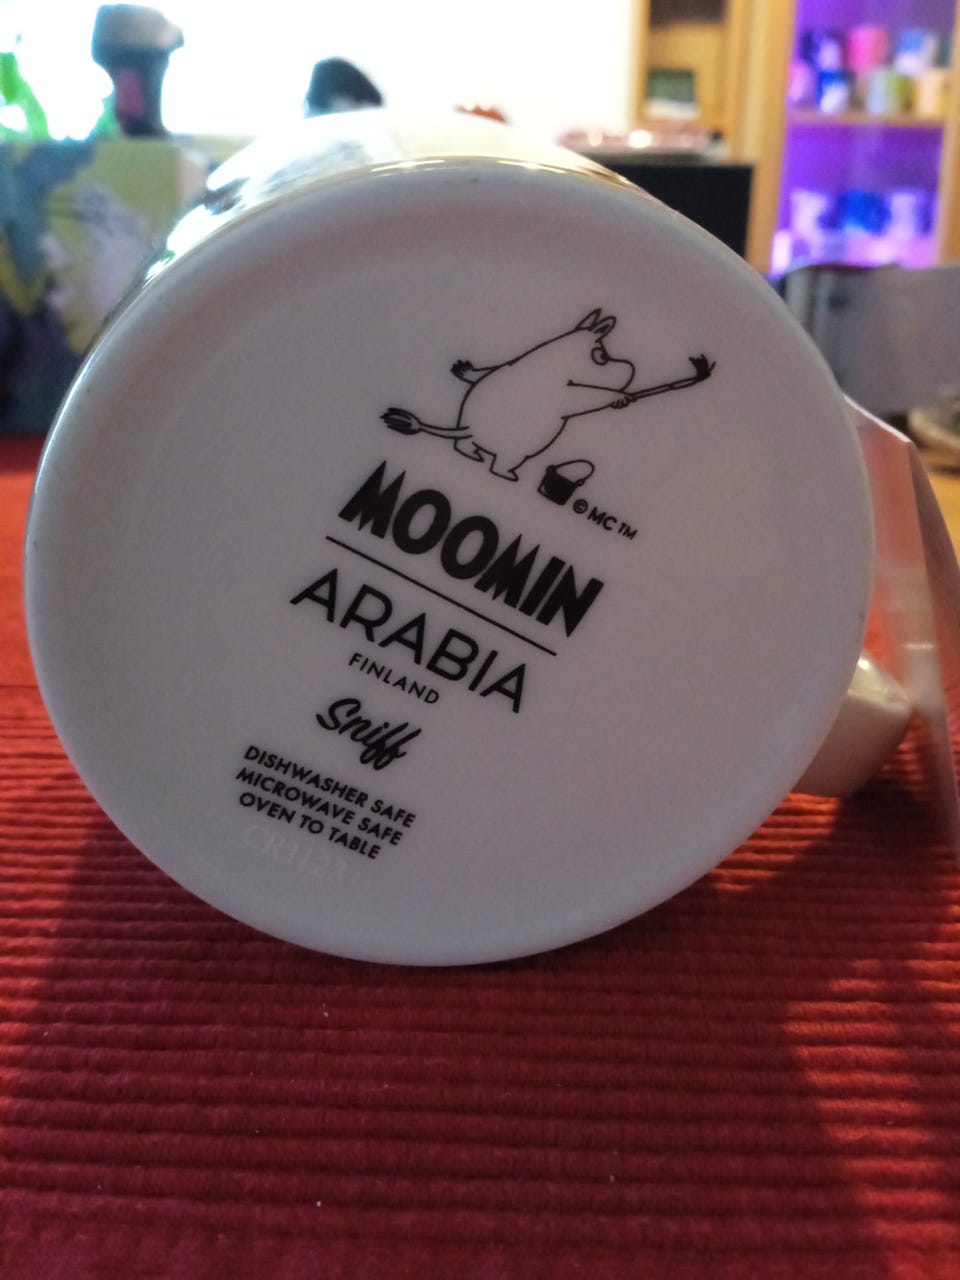 © MC™
MOOMIN
ARABIA
FINLAND
Sniff
DISHWASHER SAFE
MICROWAVE SAFE
OVEN TO TABLE